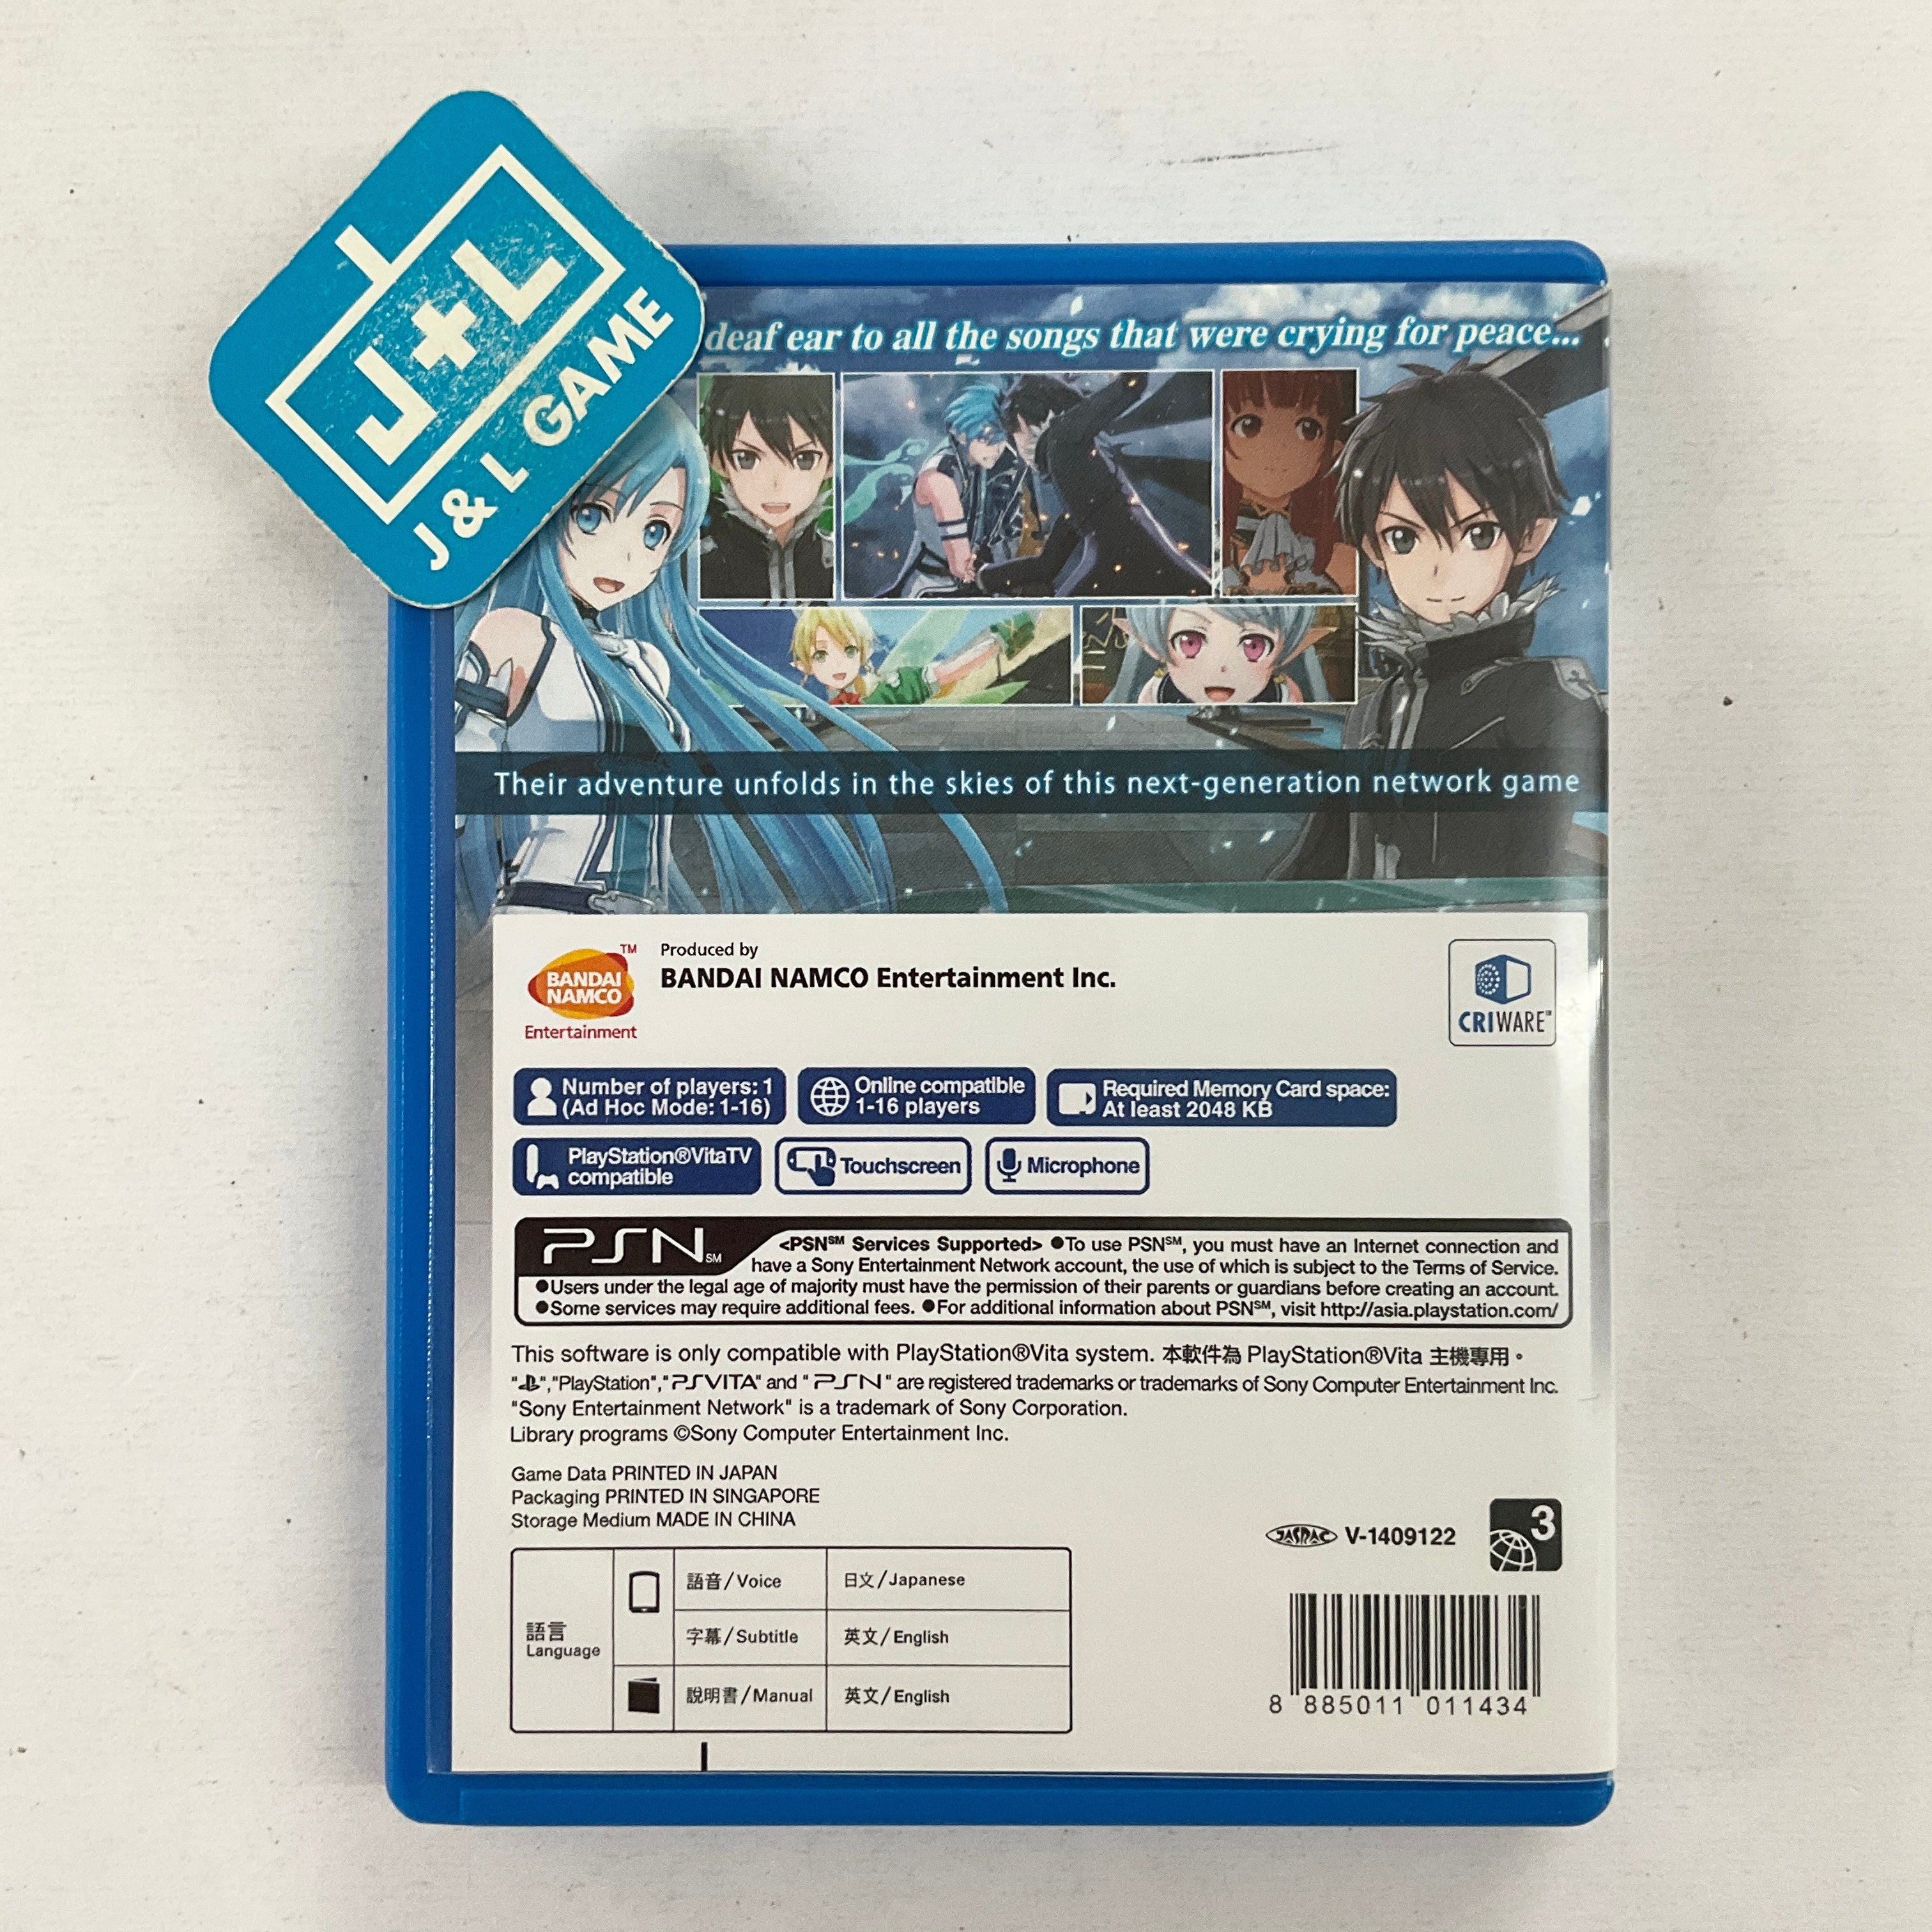 J+L
J & L GAME
deaf ear to all the songs that were crying for peace...
Their adventure unfolds in the skies of this next-generation network game
BANDAI
NAMCO
TM
Entertainment
Produced by
BANDAI NAMCO Entertainment Inc.
CRIWARE
Number of players: 1
(Ad Hoc Mode: 1-16)
Online compatible
1-16 players
Required Memory Card space:
At least 2048 KB
PlayStation®VitaTV
compatible
Touchscreen
Microphone
PSN SM
<PSN℠ Services Supported> ●To use PSN℠, you must have an Internet connection and
have a Sony Entertainment Network account, the use of which is subject to the Terms of Service.
●Users under the legal age of majority must have the permission of their parents or guardians before creating an account.
●Some services may require additional fees. ●For additional information about PSN℠, visit http://asia.playstation.com/
This software is only compatible with PlayStation®Vita system. 本軟件為 PlayStation®Vita 主機專用。
"PS","PlayStation","PSVITA" and "PSN" are registered trademarks or trademarks of Sony Computer Entertainment Inc.
"Sony Entertainment Network" is a trademark of Sony Corporation.
Library programs ©Sony Computer Entertainment Inc.
Game Data PRINTED IN JAPAN
Packaging PRINTED IN SINGAPORE
Storage Medium MADE IN CHINA
JASRAC V-1409122
3
語言
Language
語音/Voice 日文/Japanese
字幕/Subtitle 英文/English
說明書/Manual 英文/English
8 885011 011434